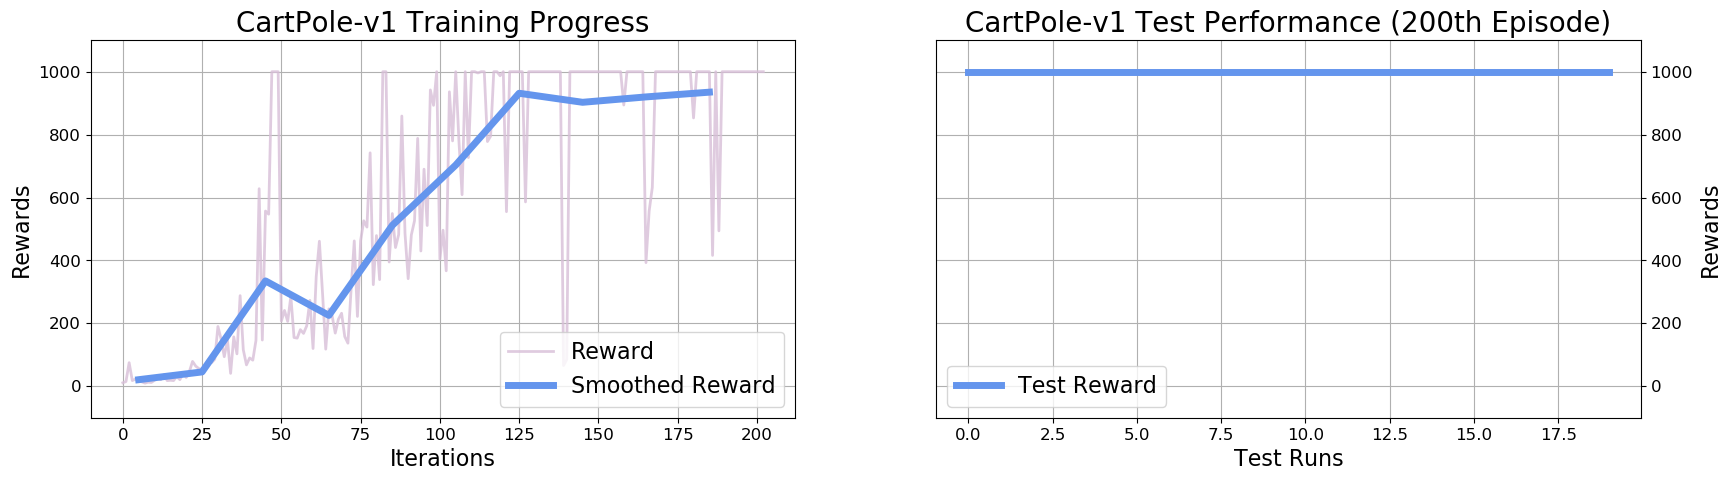 CartPole-v1 Training Progress
1000
800
600
400
200
0
Rewards
0 25 50 75 100 125 150 175 200
Iterations
Reward
Smoothed Reward
CartPole-v1 Test Performance (200th Episode)
1000
800
600
400
200
0
Rewards
0.0 2.5 5.0 7.5 10.0 12.5 15.0 17.5
Test Runs
Test Reward